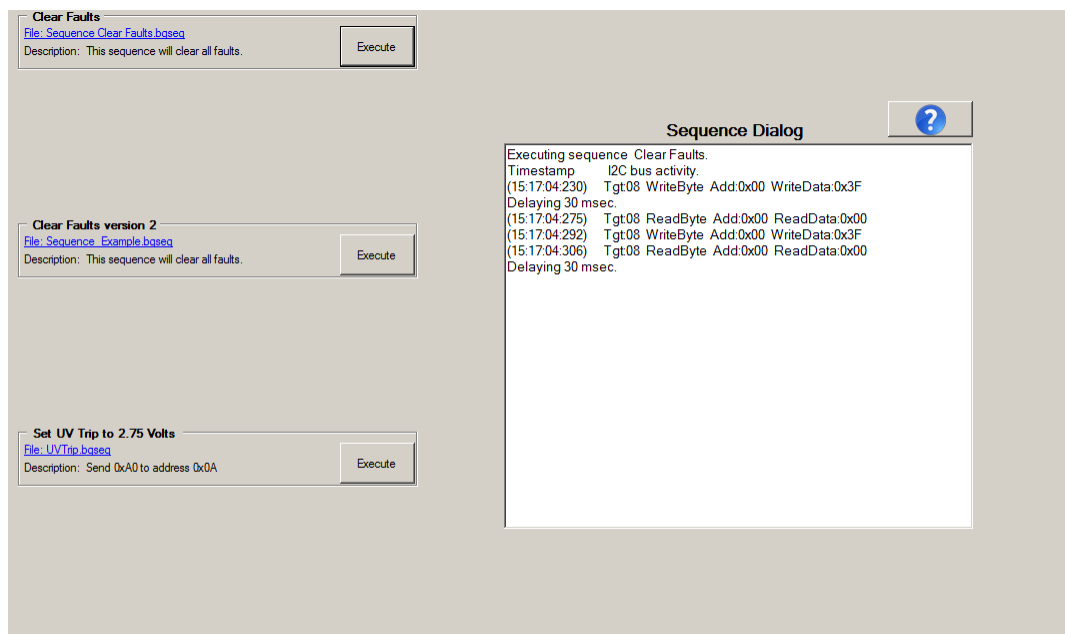 Clear Faults
File: Sequence Clear Faults.bqseq
Description: This sequence will clear all faults.
Execute
Clear Faults version 2
File: Sequence_Example.bqseq
Description: This sequence will clear all faults.
Execute
Set UV Trip to 2.75 Volts
File: UVTrip.bqseq
Description: Send 0xA0 to address 0x0A
Execute
?
Sequence Dialog
Executing sequence Clear Faults.
Timestamp I2C bus activity.
(15:17:04:230) Tgt:08 WriteByte Add:0x00 WriteData:0x3F
Delaying 30 msec.
(15:17:04:275) Tgt:08 ReadByte Add:0x00 ReadData:0x00
(15:17:04:292) Tgt:08 WriteByte Add:0x00 WriteData:0x3F
(15:17:04:306) Tgt:08 ReadByte Add:0x00 ReadData:0x00
Delaying 30 msec.